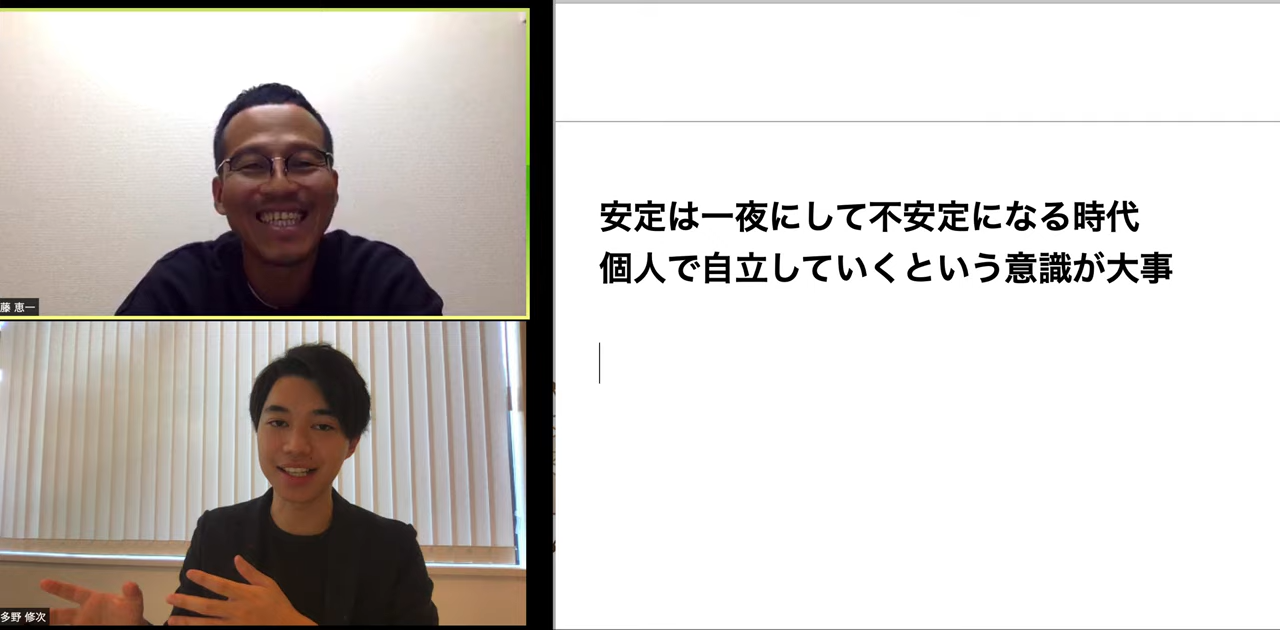 藤 恵一
多野 修次
安定は一夜にして不安定になる時代
個人で自立していくという意識が大事